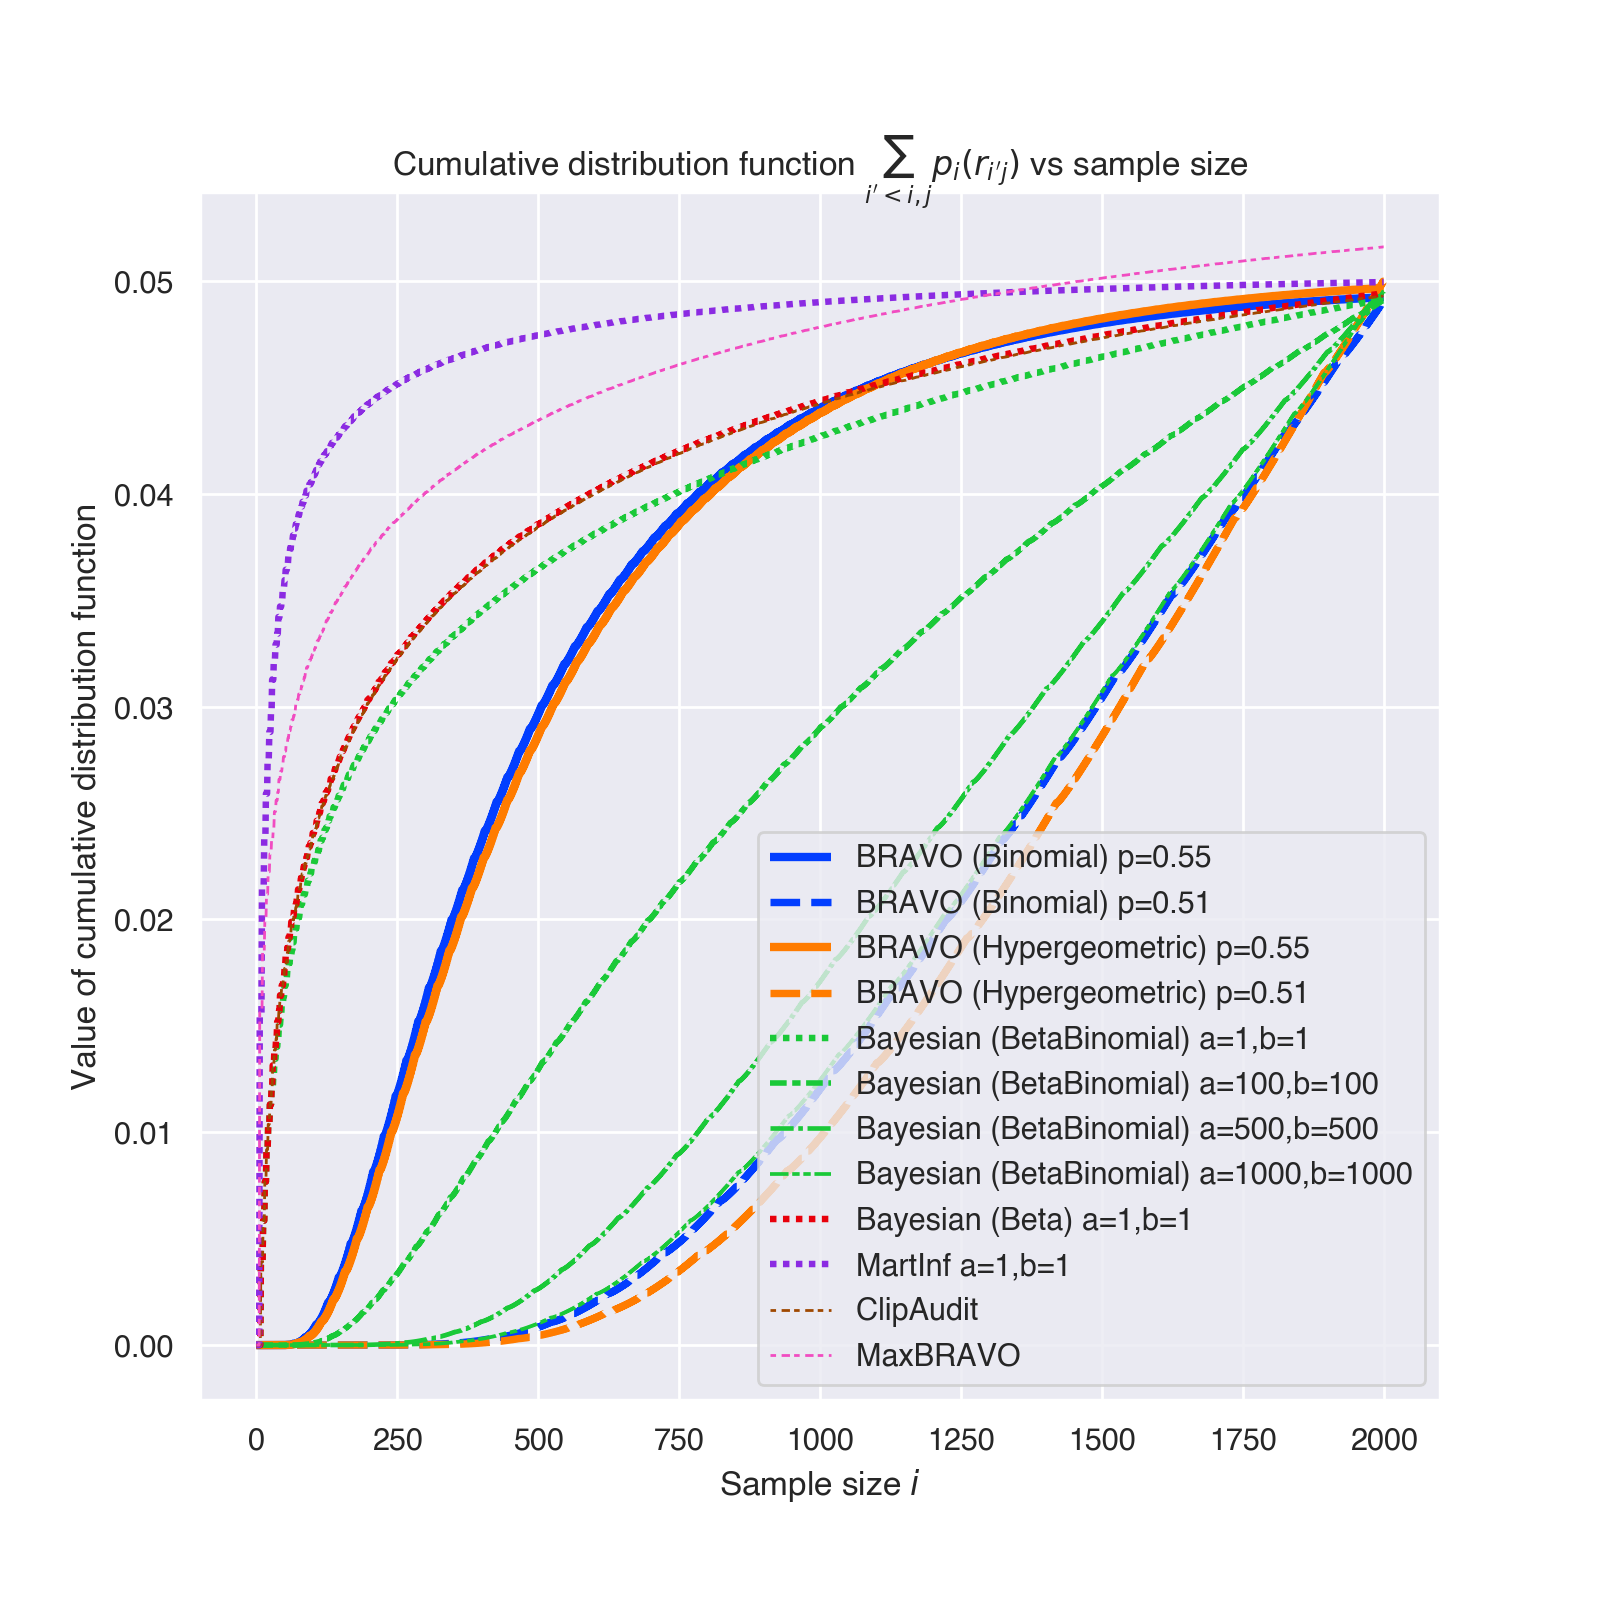 Cumulative distribution function ∑ i′<i,j pᵢ(r i′j) vs sample size
Value of cumulative distribution function
0.05
0.04
0.03
0.02
0.01
0.00
BRAVO (Binomial) p=0.55
BRAVO (Binomial) p=0.51
BRAVO (Hypergeometric) p=0.55
BRAVO (Hypergeometric) p=0.51
Bayesian (BetaBinomial) a=1,b=1
Bayesian (BetaBinomial) a=100,b=100
Bayesian (BetaBinomial) a=500,b=500
Bayesian (BetaBinomial) a=1000,b=1000
Bayesian (Beta) a=1,b=1
MartInf a=1,b=1
ClipAudit
MaxBRAVO
0 250 500 750 1000 1250 1500 1750 2000
Sample size i